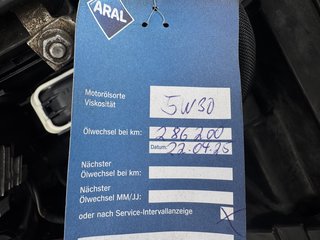 ARAL
Motorölsorte
Viskosität
5W30
Ölwechsel bei km: 286200
Datum: 22.04.25
Nächster
Ölwechsel bei km:
Nächster
Ölwechsel MM/JJ:
oder nach Service-Intervallanzeige X